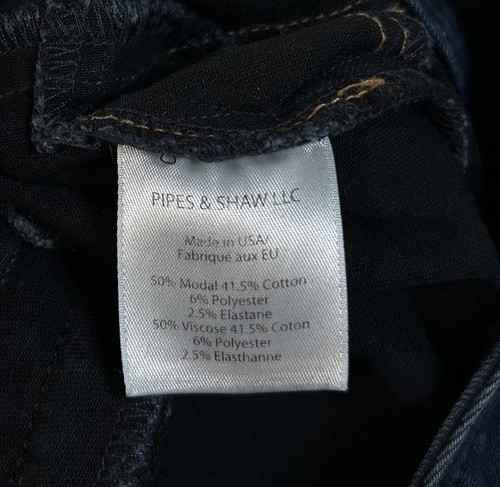 PIPES & SHAW LLC
Made in USA/
Fabriqué aux EU
50% Modal 41.5% Cotton
6% Polyester
2.5% Elastane
50% Viscose 41.5% Coton
6% Polyester
2.5% Elasthanne